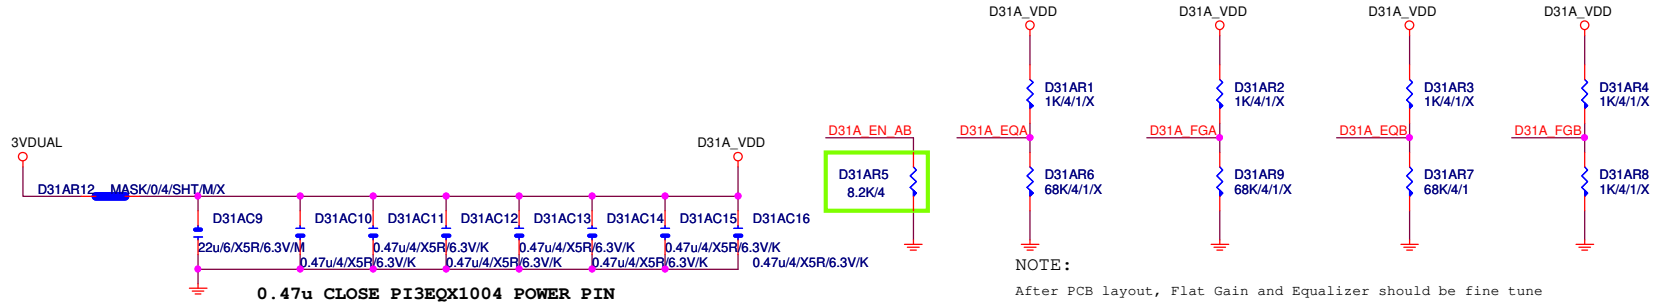 D31A_VDD
D31A_VDD
D31A_VDD
D31A_VDD
D31AR1
1K/4/1/X
D31AR2
1K/4/1/X
D31AR3
1K/4/1/X
D31AR4
1K/4/1/X
3VDUAL
D31A_VDD
D31A_EN_AB
D31A_EQA
D31A_FGA
D31A_EQB
D31A_FGB
D31AR12 MASK/0/4/SHT/M/X
D31AR5
8.2K/4
D31AR6
68K/4/1/X
D31AR9
68K/4/1/X
D31AR7
68K/4/1
D31AR8
1K/4/1/X
D31AC9
D31AC10
D31AC11
D31AC12
D31AC13
D31AC14
D31AC15
D31AC16
22u/6/X5R/6.3V/M
0.47u/4/X5R/6.3V/K
0.47u/4/X5R/6.3V/K
0.47u/4/X5R/6.3V/K
0.47u/4/X5R/6.3V/K
0.47u/4/X5R/6.3V/K
0.47u/4/X5R/6.3V/K
0.47u/4/X5R/6.3V/K
0.47u CLOSE PI3EQX1004 POWER PIN
NOTE:
After PCB layout, Flat Gain and Equalizer should be fine tune